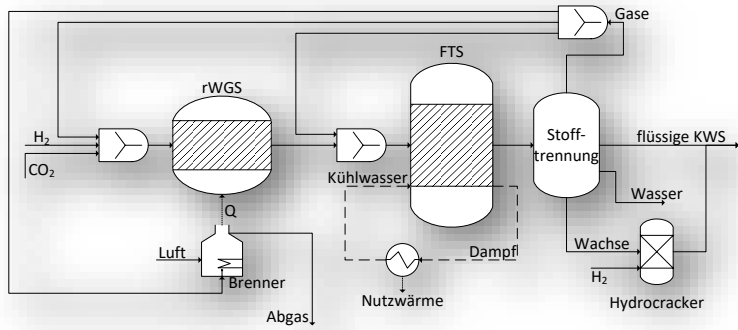 Gase
FTS
rWGS
H2
CO2
Stoff-
trennung
flüssige KWS
Kühlwasser
Wasser
Q
Luft
Brenner
Dampf
Wachse
H2
Nutzwärme
Abgas
Hydrocracker